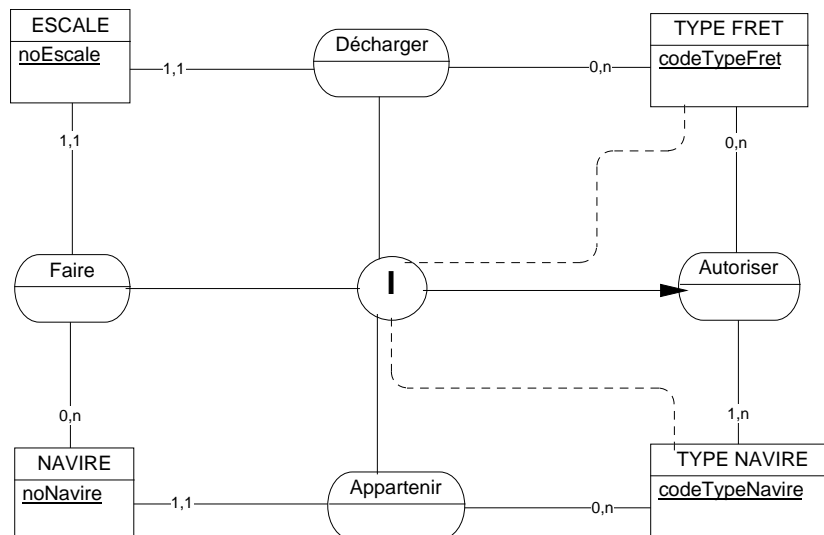 ESCALE
noEscale
Décharger
TYPE FRET
codeTypeFret
1,1
0,n
1,1
0,n
Faire
I
Autoriser
0,n
1,n
NAVIRE
noNavire
Appartenir
TYPE NAVIRE
codeTypeNavire
1,1
0,n